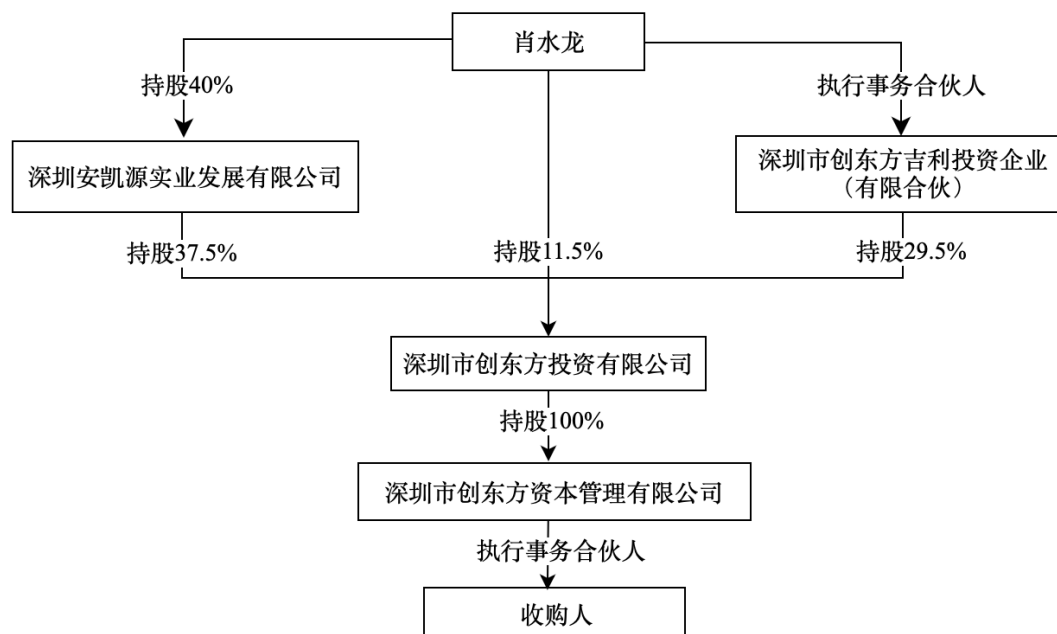 肖水龙
持股40%
执行事务合伙人
深圳安凯源实业发展有限公司
深圳市创东方吉利投资企业
（有限合伙）
持股37.5%
持股11.5%
持股29.5%
深圳市创东方投资有限公司
持股100%
深圳市创东方资本管理有限公司
执行事务合伙人
收购人